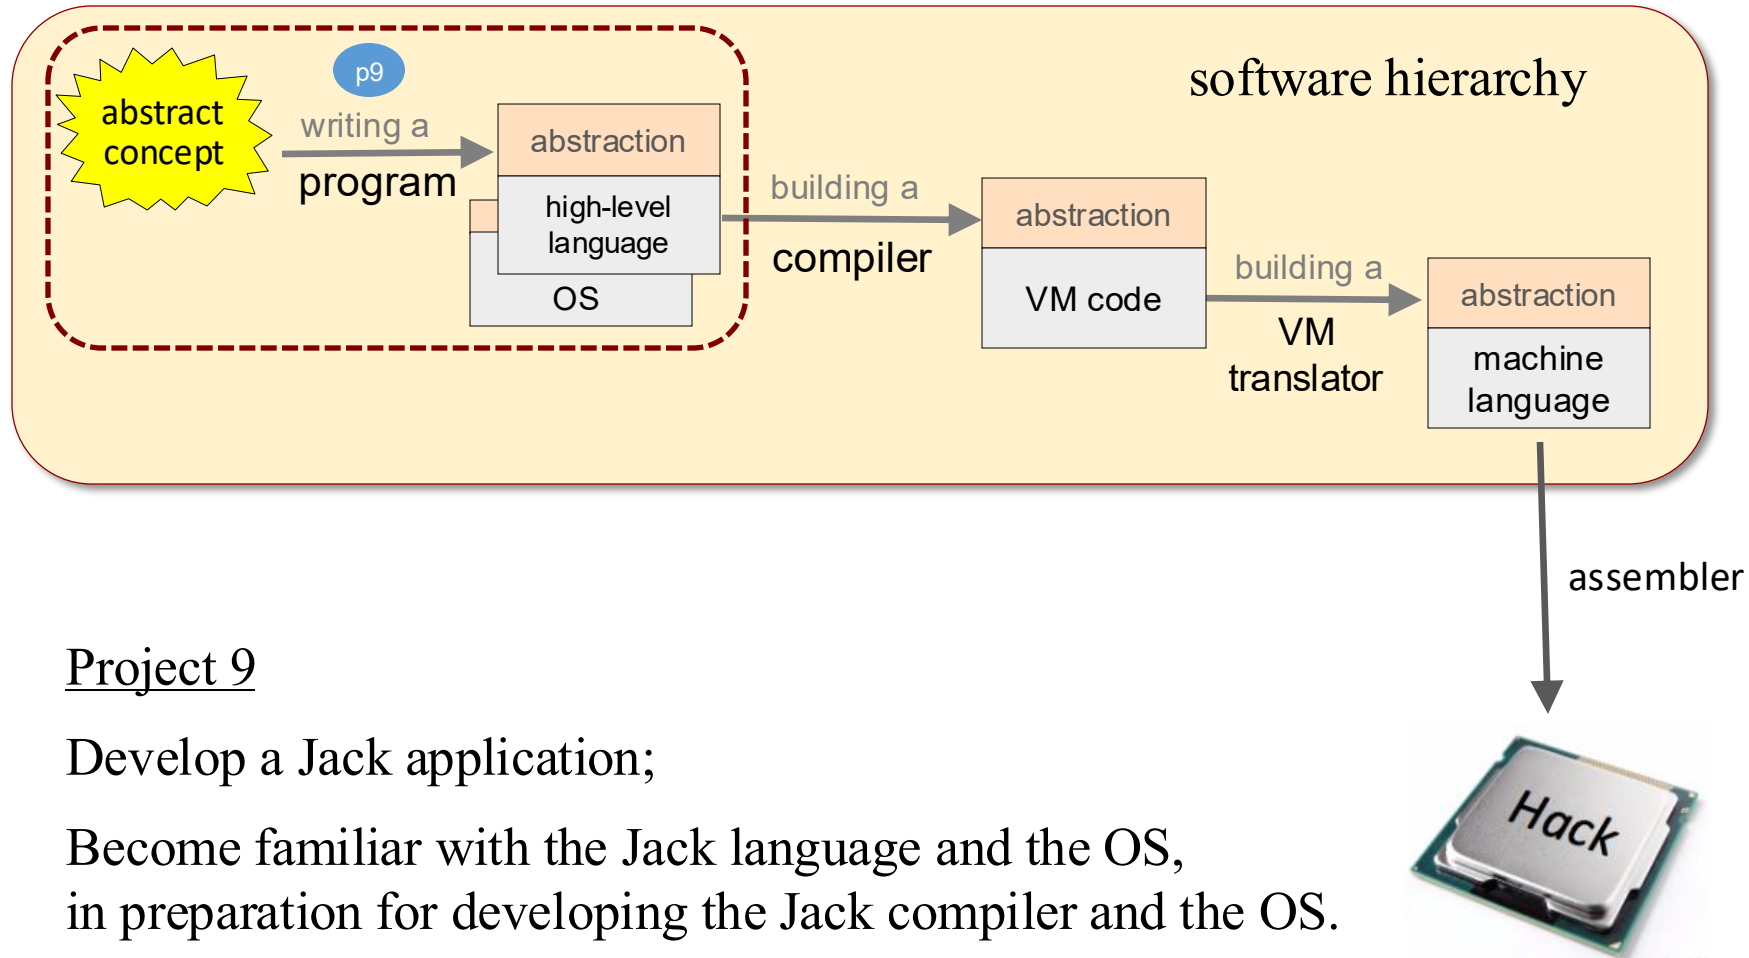 software hierarchy
p9
abstract
concept
writing a
program
abstraction
high-level
language
OS
building a
compiler
abstraction
VM code
building a
VM
translator
abstraction
machine
language
assembler
Project 9
Develop a Jack application;
Become familiar with the Jack language and the OS,
in preparation for developing the Jack compiler and the OS.
Hack